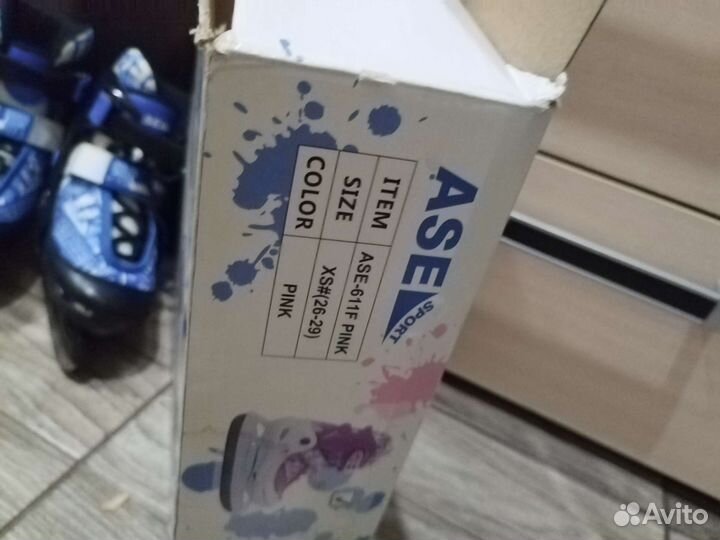 ASE SPORT
ITEM ASE-611F PINK
SIZE XS#(26-29)
COLOR PINK
Avito